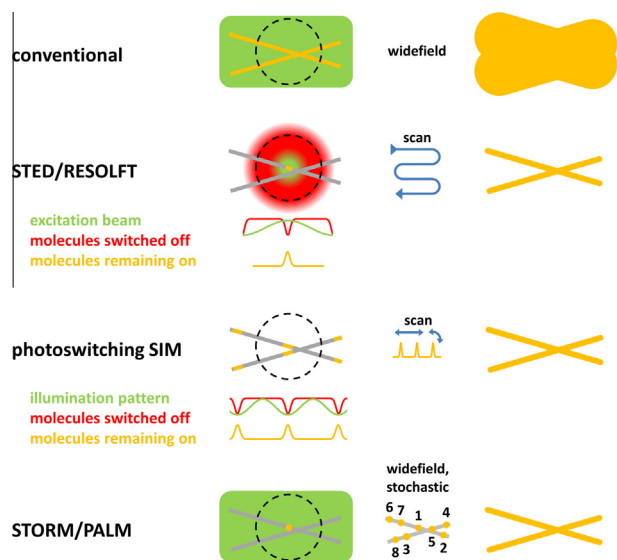 conventional
widefield
STED/RESOLFT
scan
excitation beam
molecules switched off
molecules remaining on
photoswitching SIM
scan
illumination pattern
molecules switched off
molecules remaining on
STORM/PALM
widefield,
stochastic
6 7 1 4
8 3 5 2